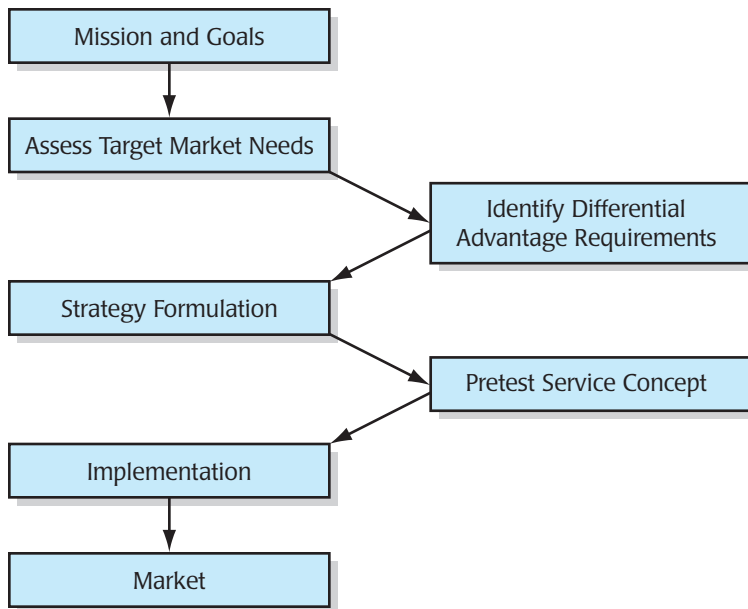 Mission and Goals
Assess Target Market Needs
Identify Differential
Advantage Requirements
Strategy Formulation
Pretest Service Concept
Implementation
Market